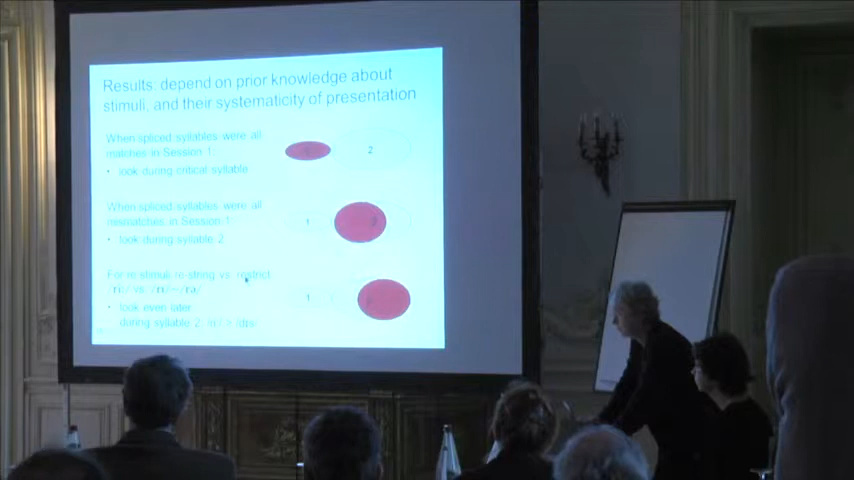 Results: depend on prior knowledge about
stimuli, and their systematicity of presentation
When spliced syllables were all
matches in Session 1:
• look during critical syllable
2
When spliced syllables were all
mismatches in Session 1:
• look during syllable 2
1
2
For re-stimuli re-string vs. restrict
1
• look even later
during syllable 2: